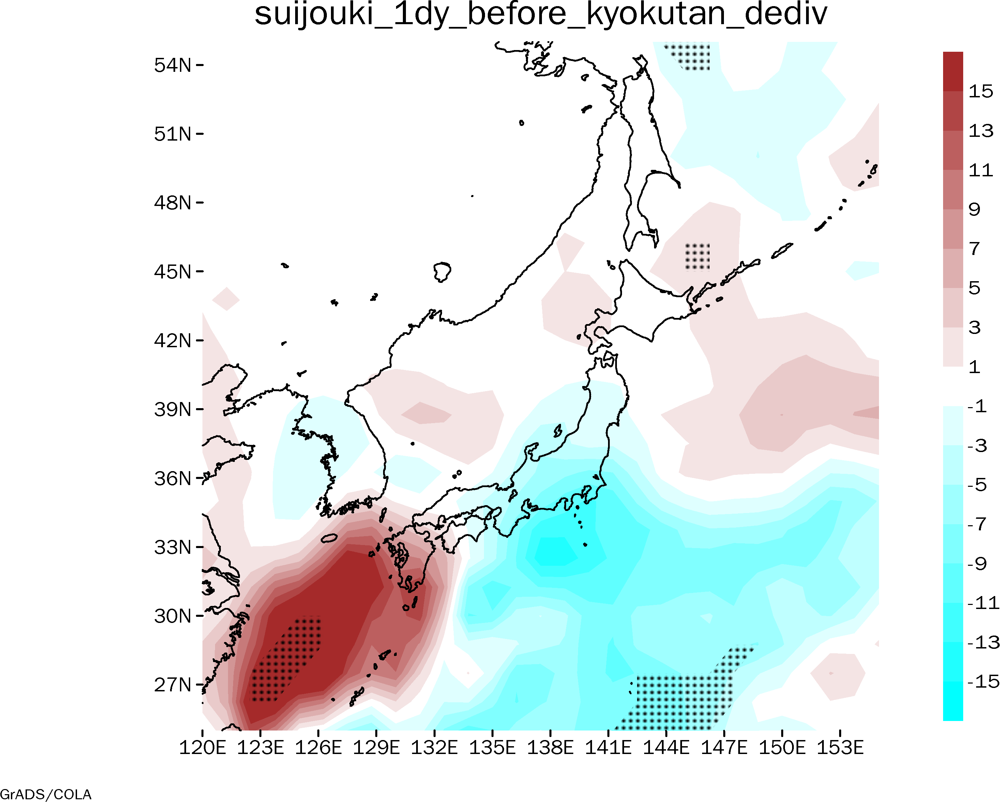 suijouki_1dy_before_kyokutan_dediv
54N
51N
48N
45N
42N
39N
36N
33N
30N
27N
120E 123E 126E 129E 132E 135E 138E 141E 144E 147E 150E 153E
15
13
11
9
7
5
3
1
-1
-3
-5
-7
-9
-11
-13
-15
GrADS/COLA